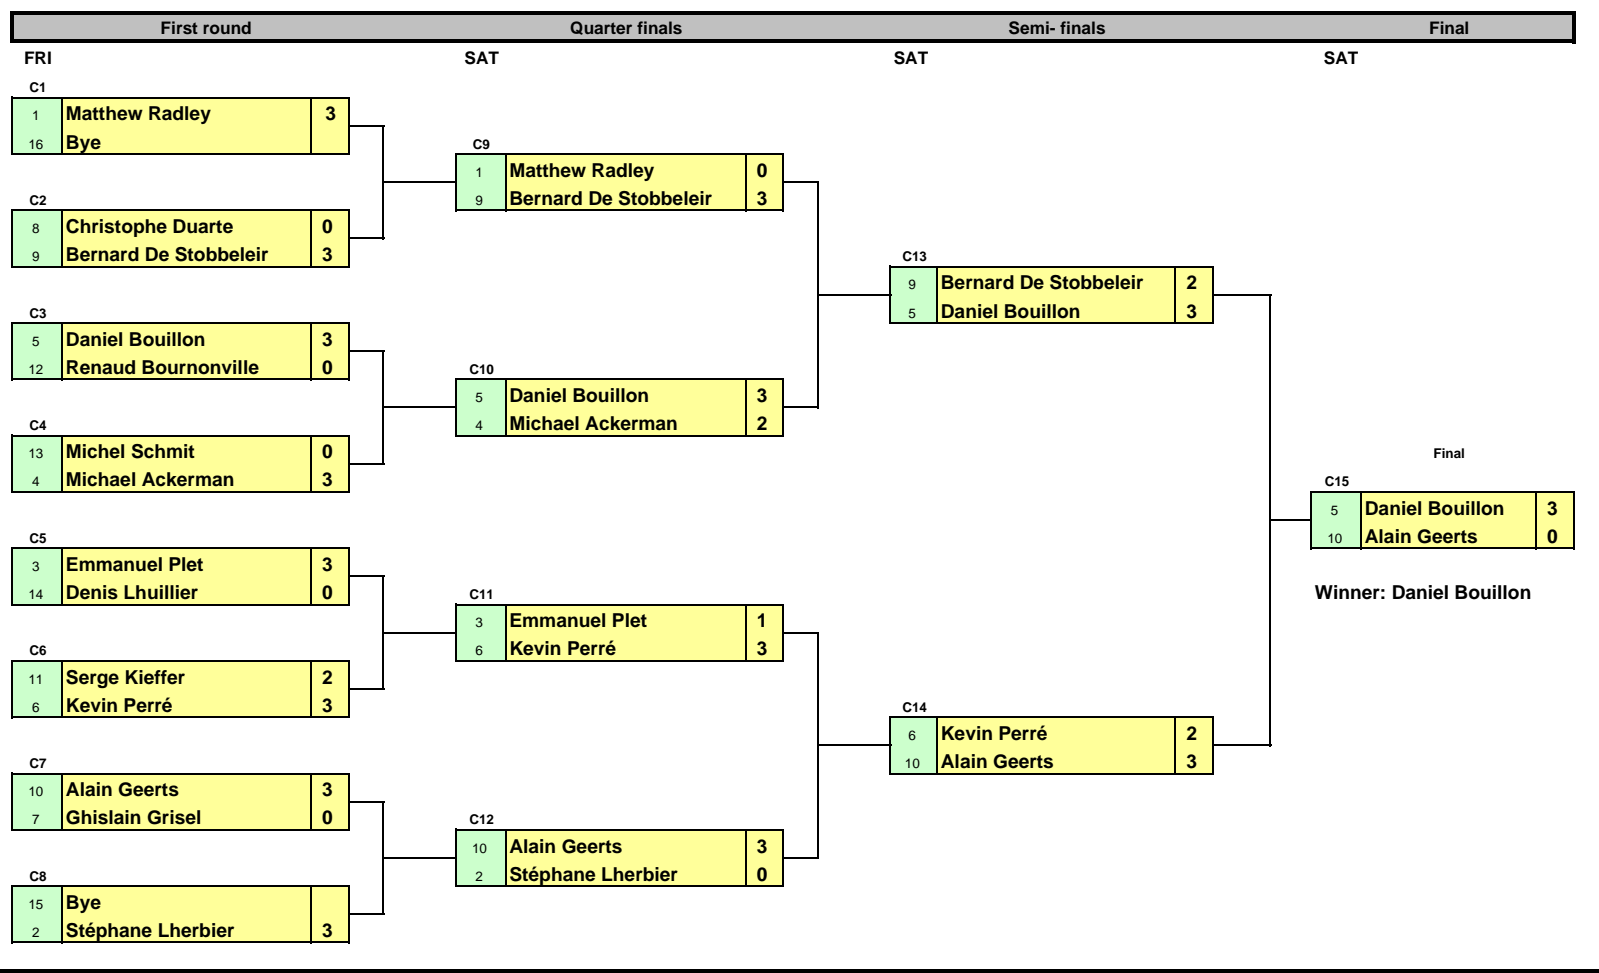 First round Quarter finals Semi- finals Final
FRI SAT SAT SAT
C1
1 Matthew Radley 3
16 Bye
C2
8 Christophe Duarte 0
9 Bernard De Stobbeleir 3
C3
5 Daniel Bouillon 3
12 Renaud Bournonville 0
C4
13 Michel Schmit 0
4 Michael Ackerman 3
C5
3 Emmanuel Plet 3
14 Denis Lhuillier 0
C6
11 Serge Kieffer 2
6 Kevin Perré 3
C7
10 Alain Geerts 3
7 Ghislain Grisel 0
C8
15 Bye
2 Stéphane Lherbier 3
C9
1 Matthew Radley 0
9 Bernard De Stobbeleir 3
C10
5 Daniel Bouillon 3
4 Michael Ackerman 2
C11
3 Emmanuel Plet 1
6 Kevin Perré 3
C12
10 Alain Geerts 3
2 Stéphane Lherbier 0
C13
9 Bernard De Stobbeleir 2
5 Daniel Bouillon 3
C14
6 Kevin Perré 2
10 Alain Geerts 3
Final
C15
5 Daniel Bouillon 3
10 Alain Geerts 0
Winner: Daniel Bouillon